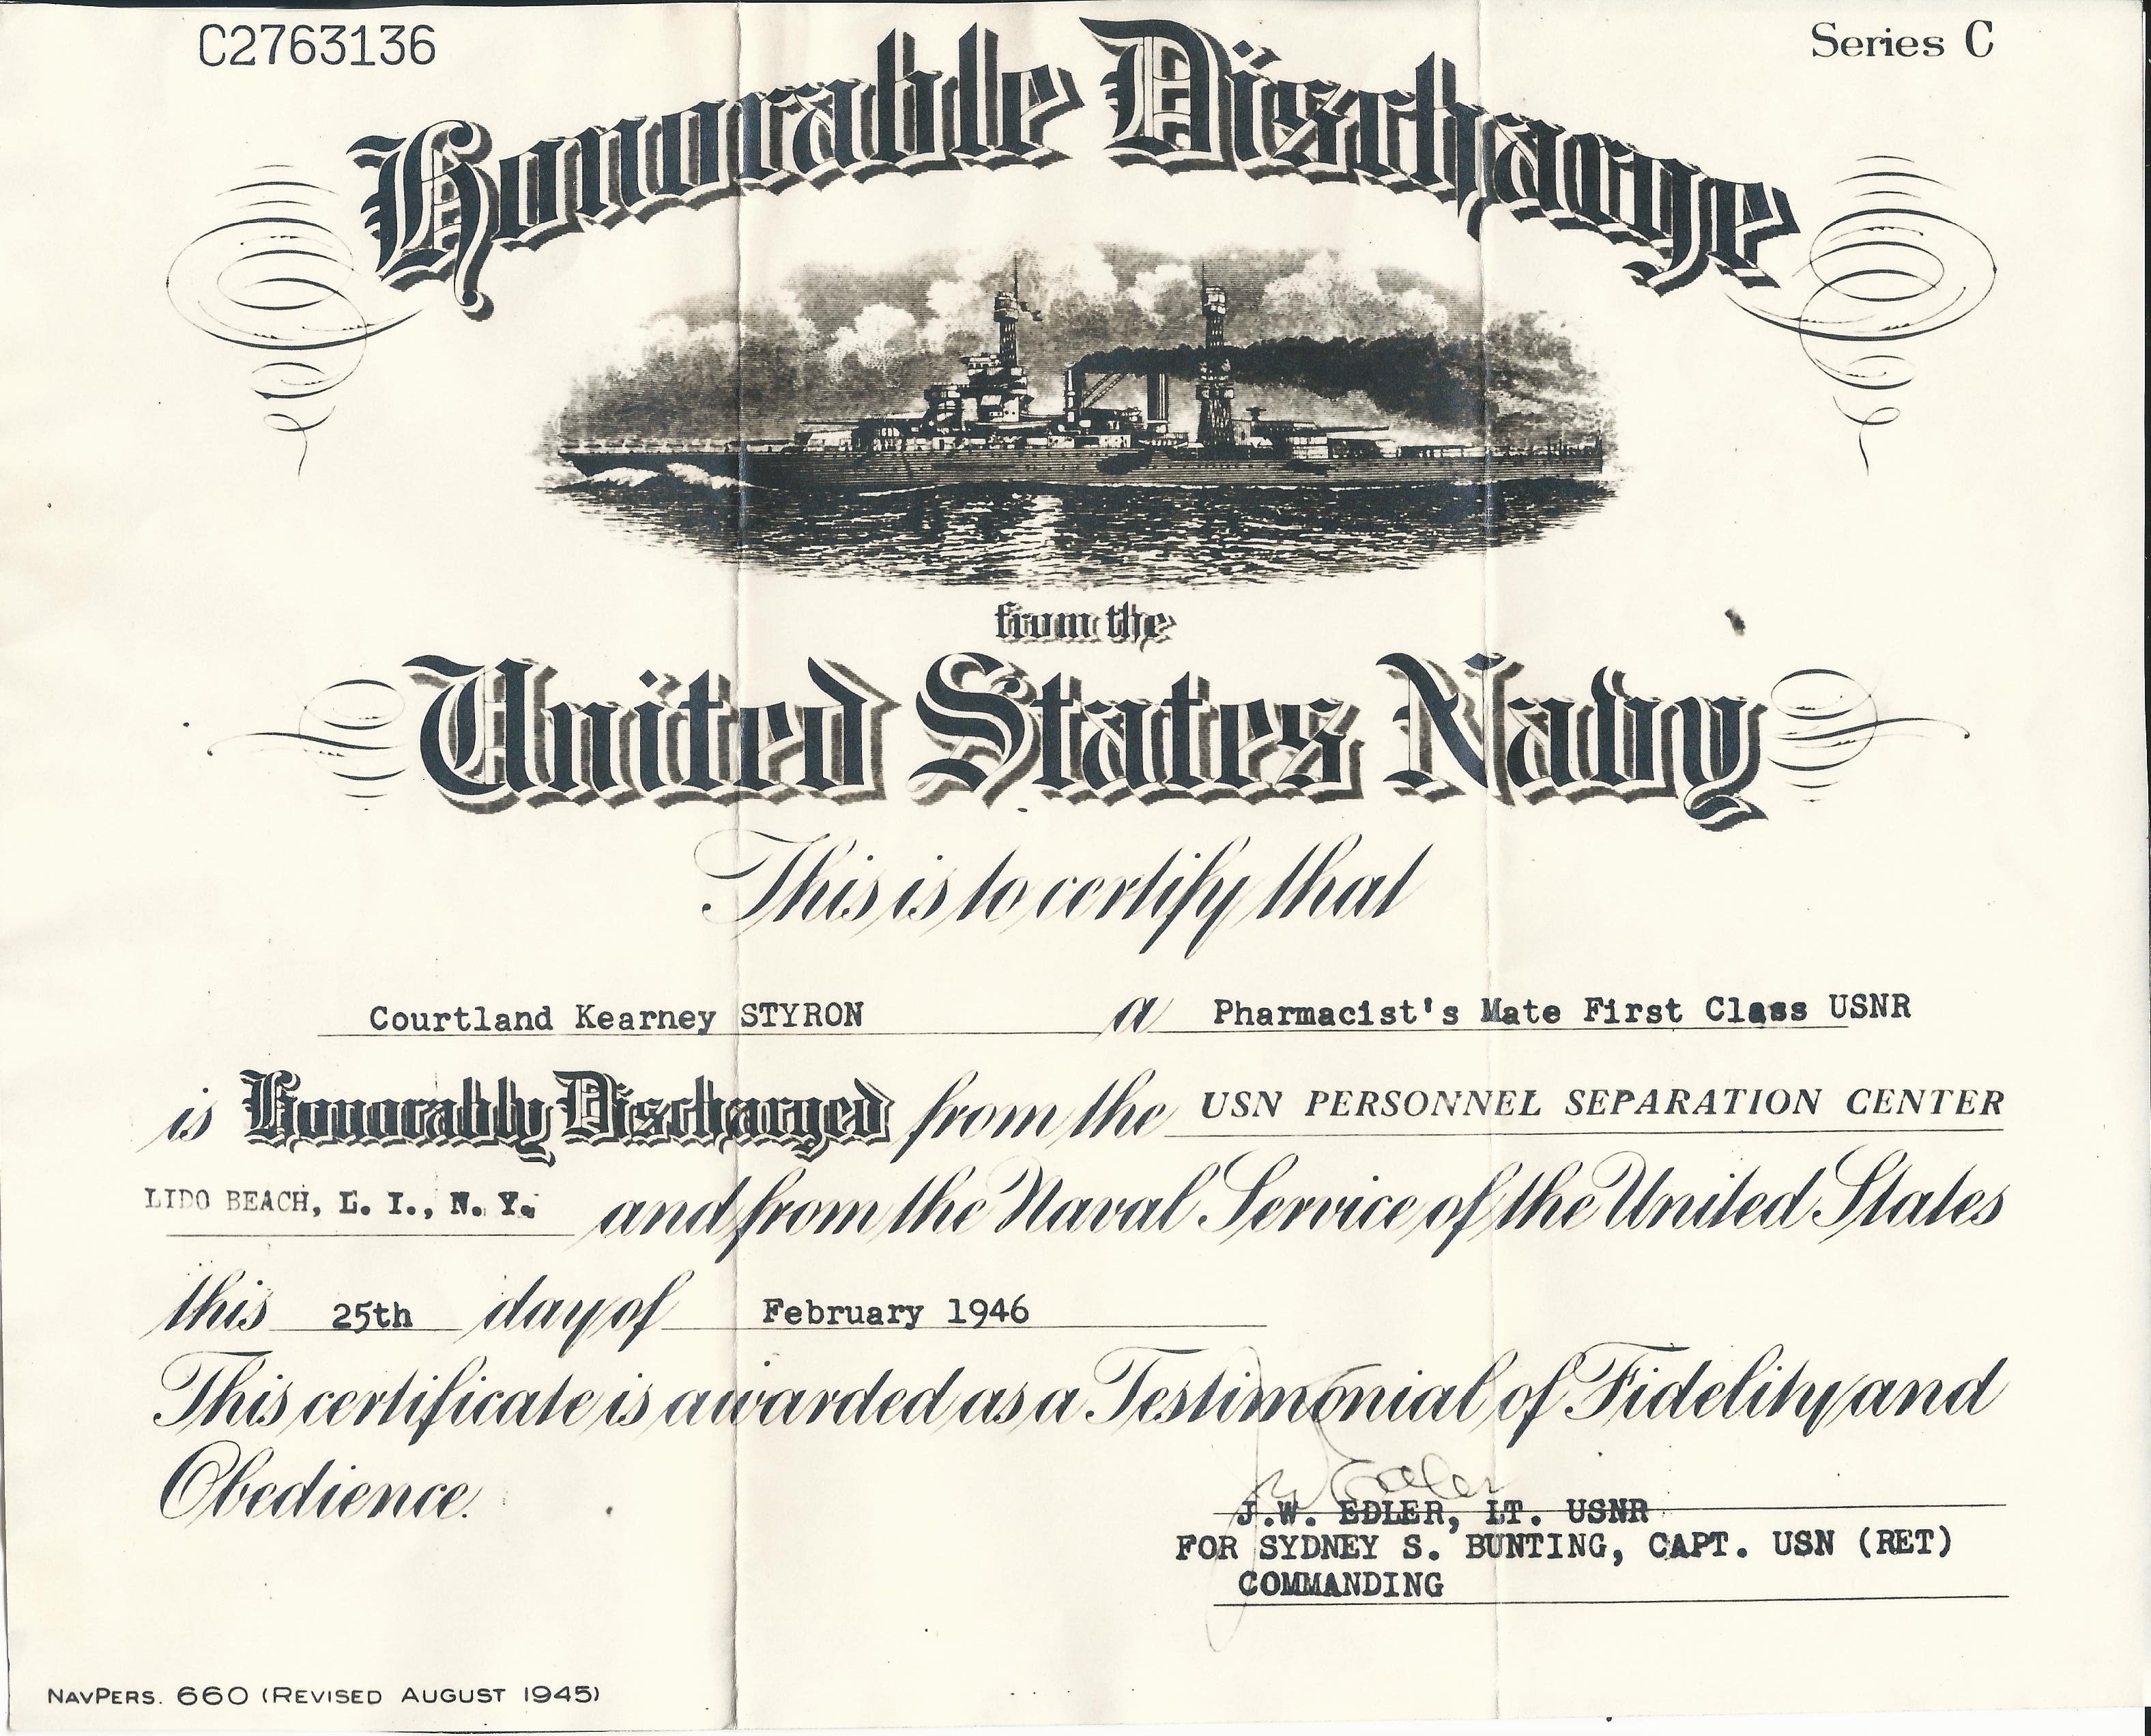 C2763136
Series C
Honorable Discharge
from the
United States Navy
This is to certify that
Courtland Kearney STYRON a Pharmacist's Mate First Class USNR
is Honorably Discharged from the USN PERSONNEL SEPARATION CENTER
LIDO BEACH, L. I., N. Y. and from the Naval Service of the United States
this 25th day of February 1946
This certificate is awarded as a Testimonial of Fidelity and
Obedience.
J W Edler
J.W. EDLER, LT. USNR
FOR SYDNEY S. BUNTING, CAPT. USN (RET)
COMMANDING
NAVPERS. 660 (REVISED AUGUST 1945)